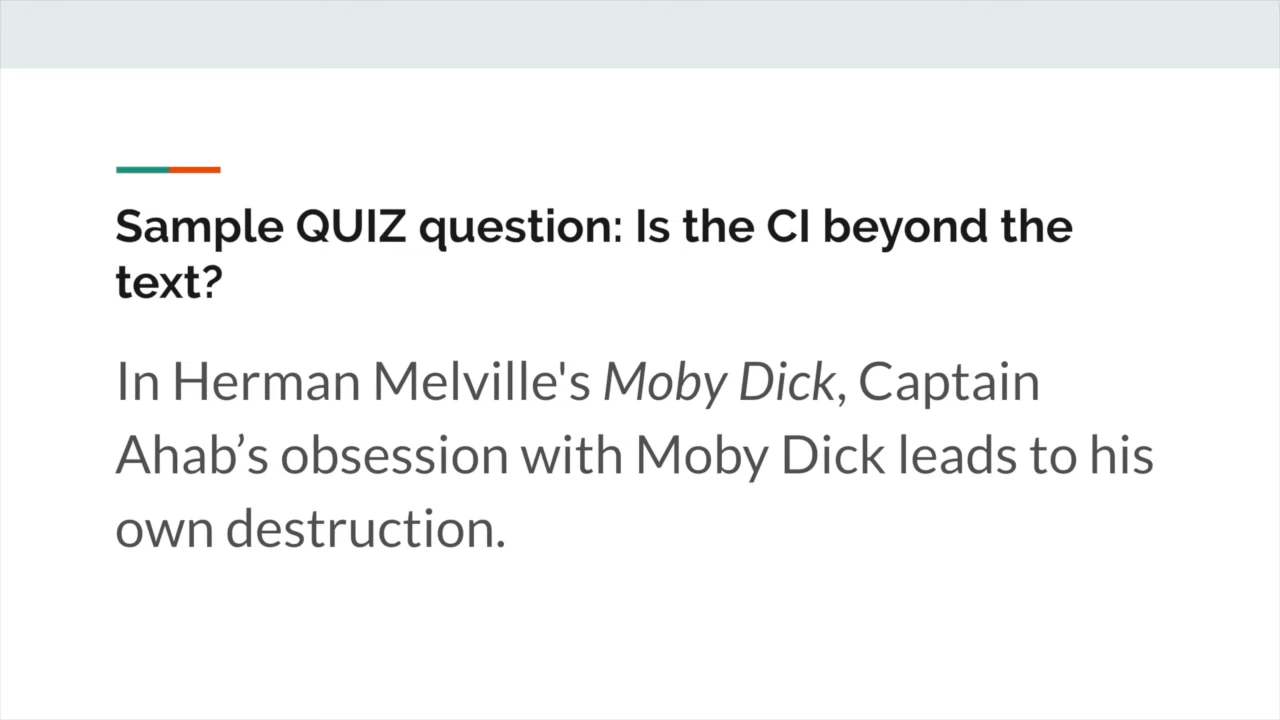 Sample QUIZ question: Is the CI beyond the
text?
In Herman Melville's Moby Dick, Captain
Ahab’s obsession with Moby Dick leads to his
own destruction.